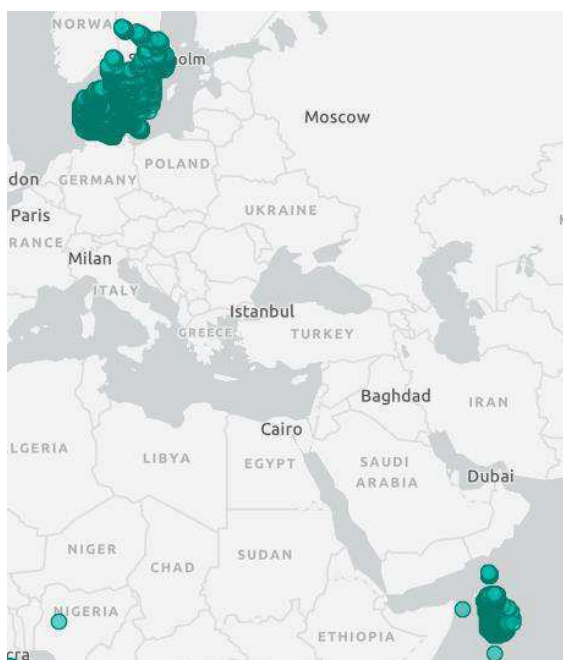 NORWA
S olm
Moscow
don
GERMANY
POLAND
Paris
UKRAINE
RANCE
Milan
ITALY
Istanbul
GREECE
TURKEY
Baghdad
IRAN
Cairo
LGERIA
LIBYA
EGYPT
SAUDI
ARABIA
Dubai
NIGER
CHAD
SUDAN
NIGERIA
ETHIOPIA
cra